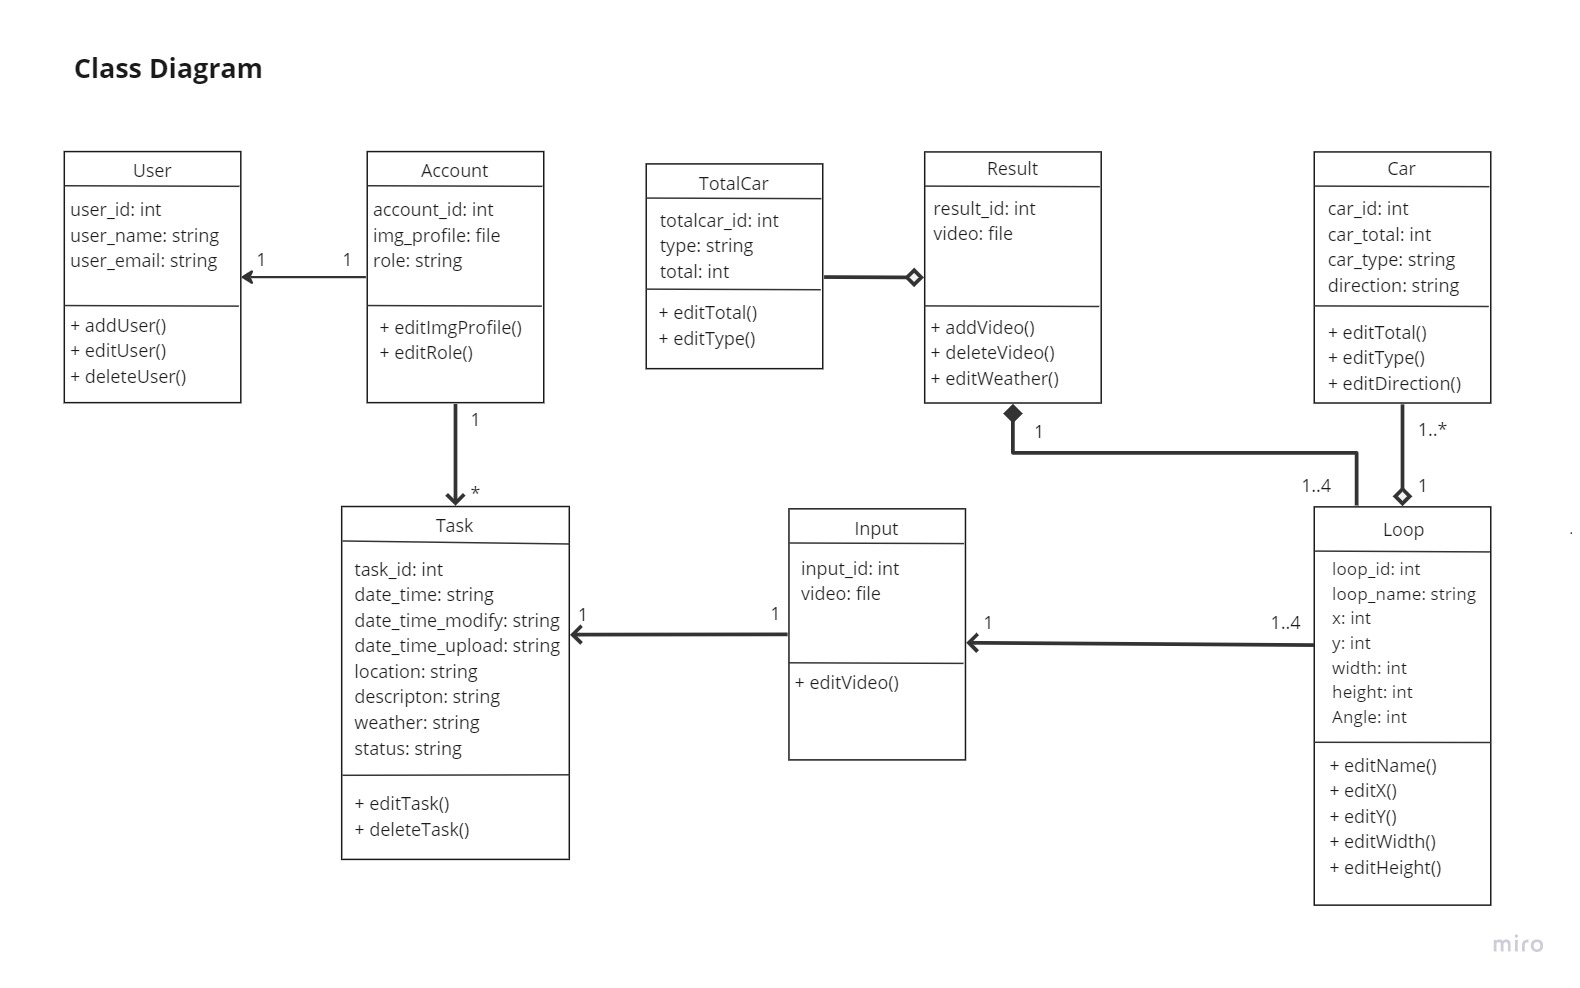 Class Diagram
User
user_id: int
user_name: string
user_email: string
+ addUser()
+ editUser()
+ deleteUser()
1
1
Account
account_id: int
img_profile: file
role: string
+ editImgProfile()
+ editRole()
1
*
TotalCar
totalcar_id: int
type: string
total: int
+ editTotal()
+ editType()
Result
result_id: int
video: file
+ addVideo()
+ deleteVideo()
+ editWeather()
1
1..4
Car
car_id: int
car_total: int
car_type: string
direction: string
+ editTotal()
+ editType()
+ editDirection()
1..*
1
Task
task_id: int
date_time: string
date_time_modify: string
date_time_upload: string
location: string
descripton: string
weather: string
status: string
+ editTask()
+ deleteTask()
1
1
Input
input_id: int
video: file
+ editVideo()
1
1..4
Loop
loop_id: int
loop_name: string
x: int
y: int
width: int
height: int
Angle: int
+ editName()
+ editX()
+ editY()
+ editWidth()
+ editHeight()
miro